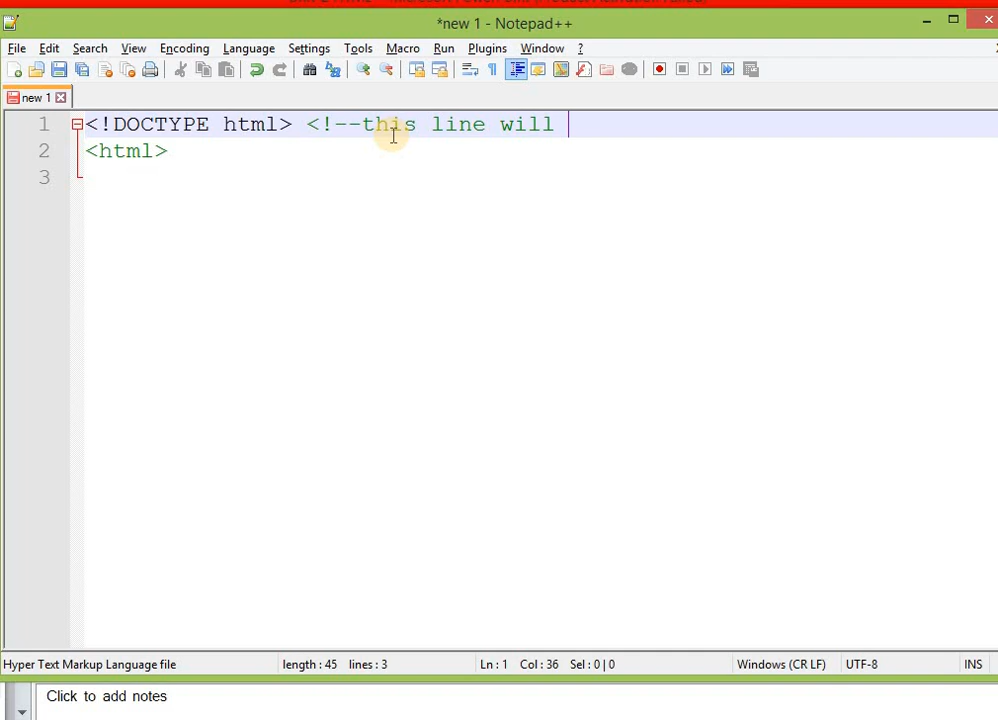 *new 1 - Notepad++
File Edit Search View Encoding Language Settings Tools Macro Run Plugins Window ?
new 1
1 <!DOCTYPE html> <!--this line will
2 <html>
3
Hyper Text Markup Language file length : 45 lines : 3 Ln : 1 Col : 36 Sel : 0 | 0 Windows (CR LF) UTF-8 INS
Click to add notes